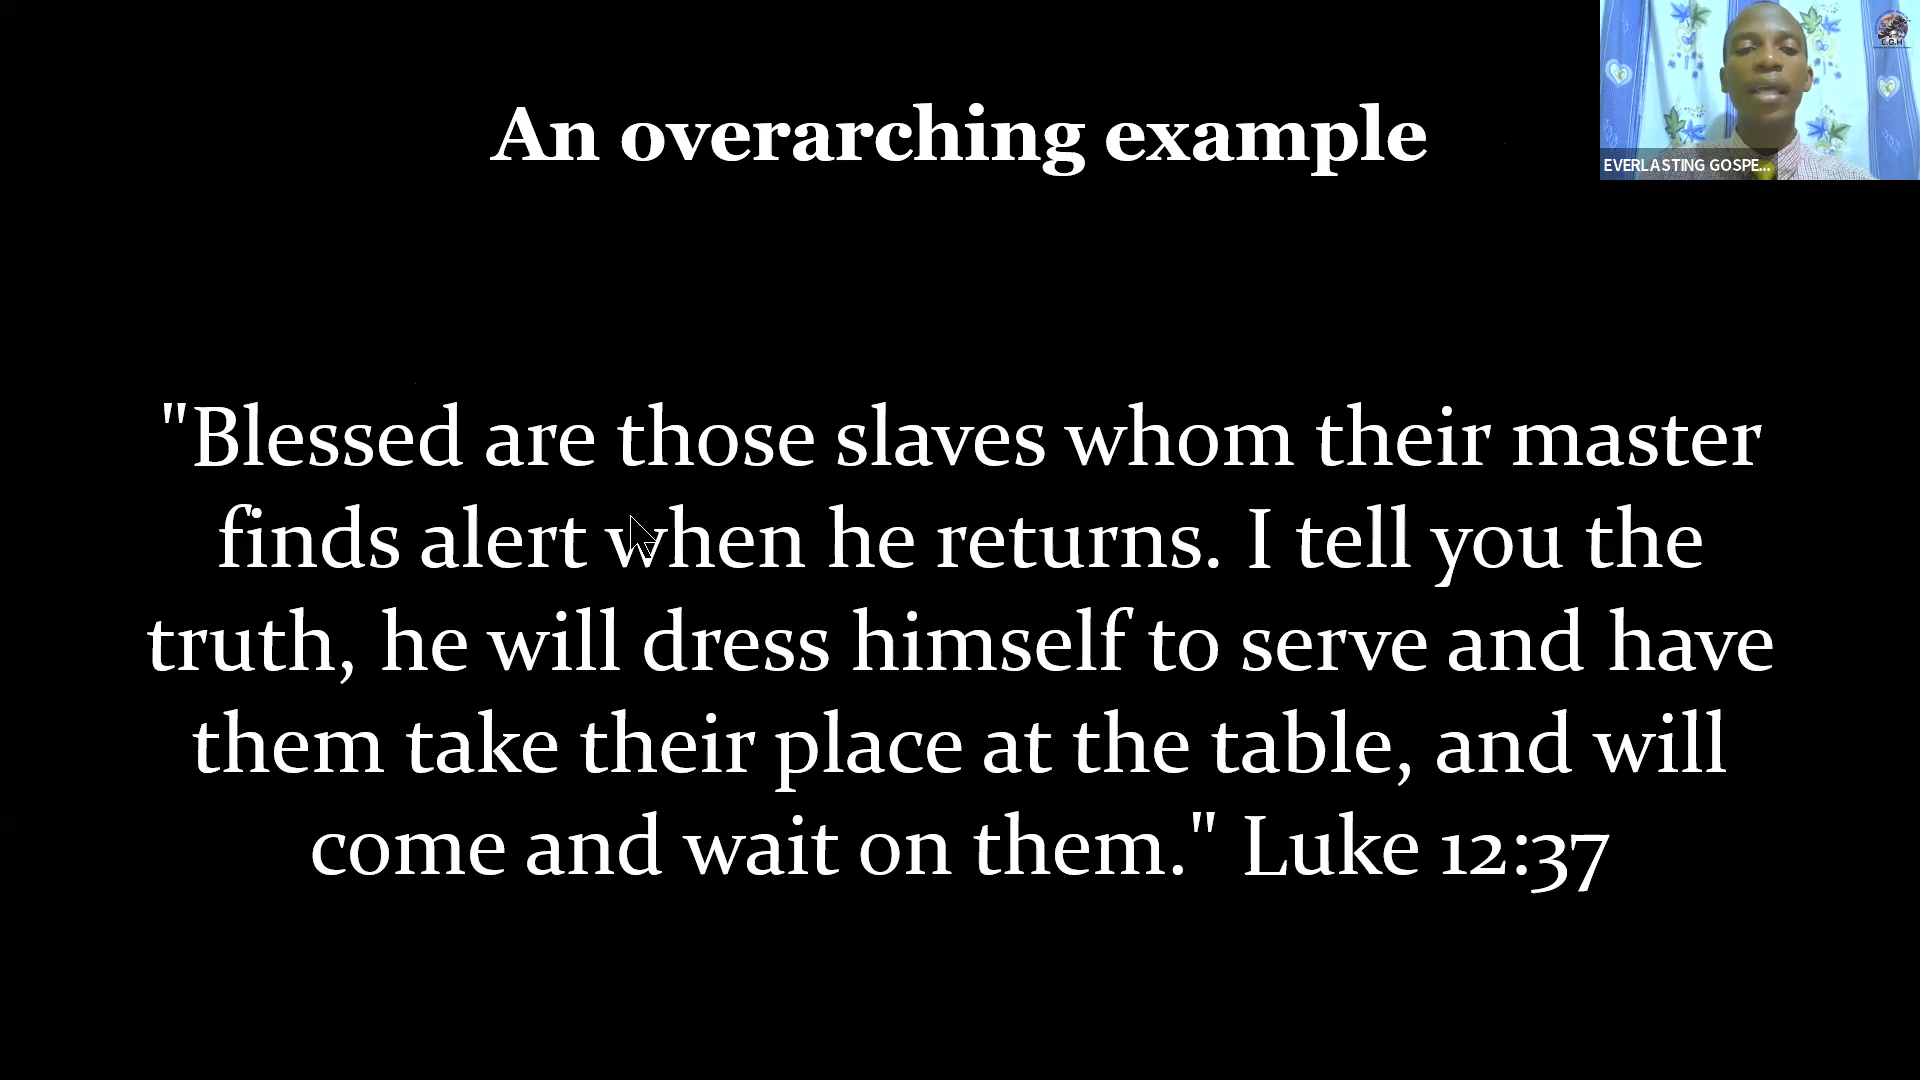 An overarching example
"Blessed are those slaves whom their master
finds alert when he returns. I tell you the
truth, he will dress himself to serve and have
them take their place at the table, and will
come and wait on them." Luke 12:37
EVERLASTING GOSPE...
E.G.H